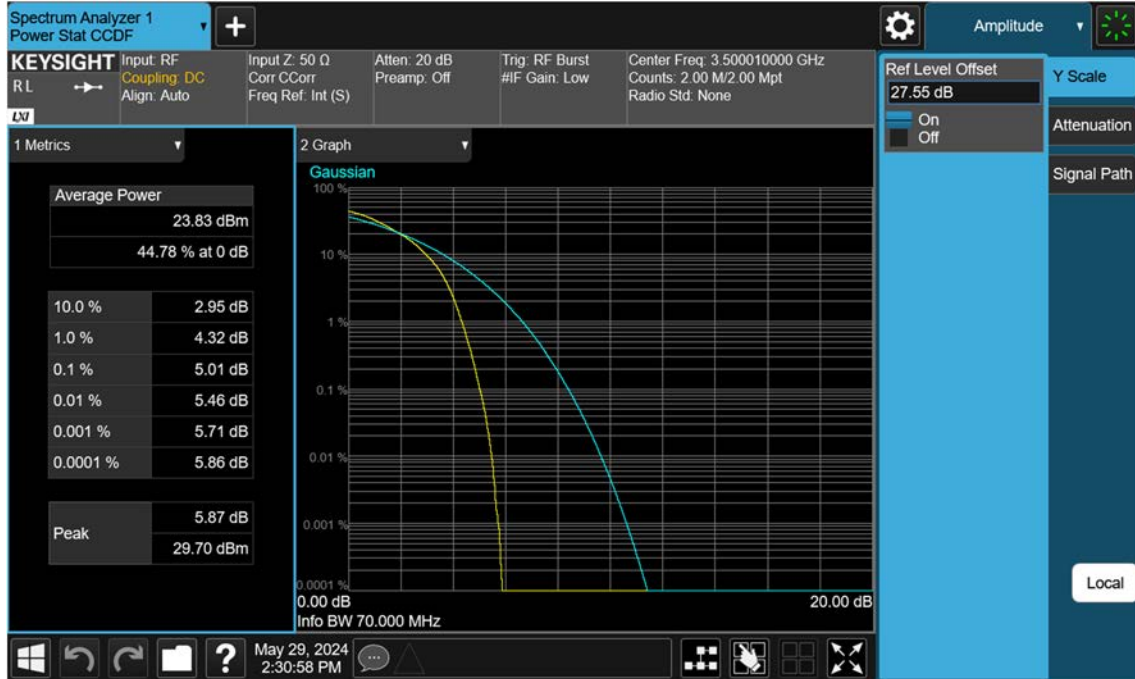 Spectrum Analyzer 1
Power Stat CCDF
+
Amplitude
KEYSIGHT
R L
LXI
Input: RF
Coupling: DC
Align: Auto
Input Z: 50 Ω
Corr CCorr
Freq Ref: Int (S)
Atten: 20 dB
Preamp: Off
Trig: RF Burst
#IF Gain: Low
Center Freq: 3.500010000 GHz
Counts: 2.00 M/2.00 Mpt
Radio Std: None
Ref Level Offset
27.55 dB
On
Off
Y Scale
Attenuation
Signal Path
Local
1 Metrics
Average Power
23.83 dBm
44.78 % at 0 dB
10.0 % 2.95 dB
1.0 % 4.32 dB
0.1 % 5.01 dB
0.01 % 5.46 dB
0.001 % 5.71 dB
0.0001 % 5.86 dB
Peak
5.87 dB
29.70 dBm
2 Graph
Gaussian
100 %
10 %
1 %
0.1 %
0.01 %
0.001 %
0.0001 %
0.00 dB 20.00 dB
Info BW 70.000 MHz
?
May 29, 2024
2:30:58 PM